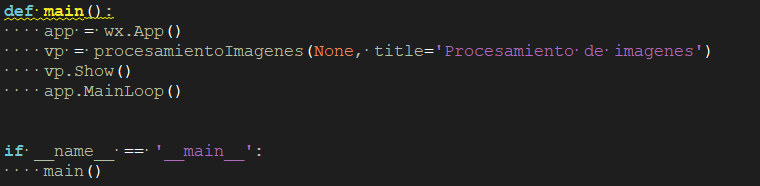 def main():
    app = wx.App()
    vp = procesamientoImagenes(None, title='Procesamiento de imagenes')
    vp.Show()
    app.MainLoop()
if __name__ == '__main__':
    main()